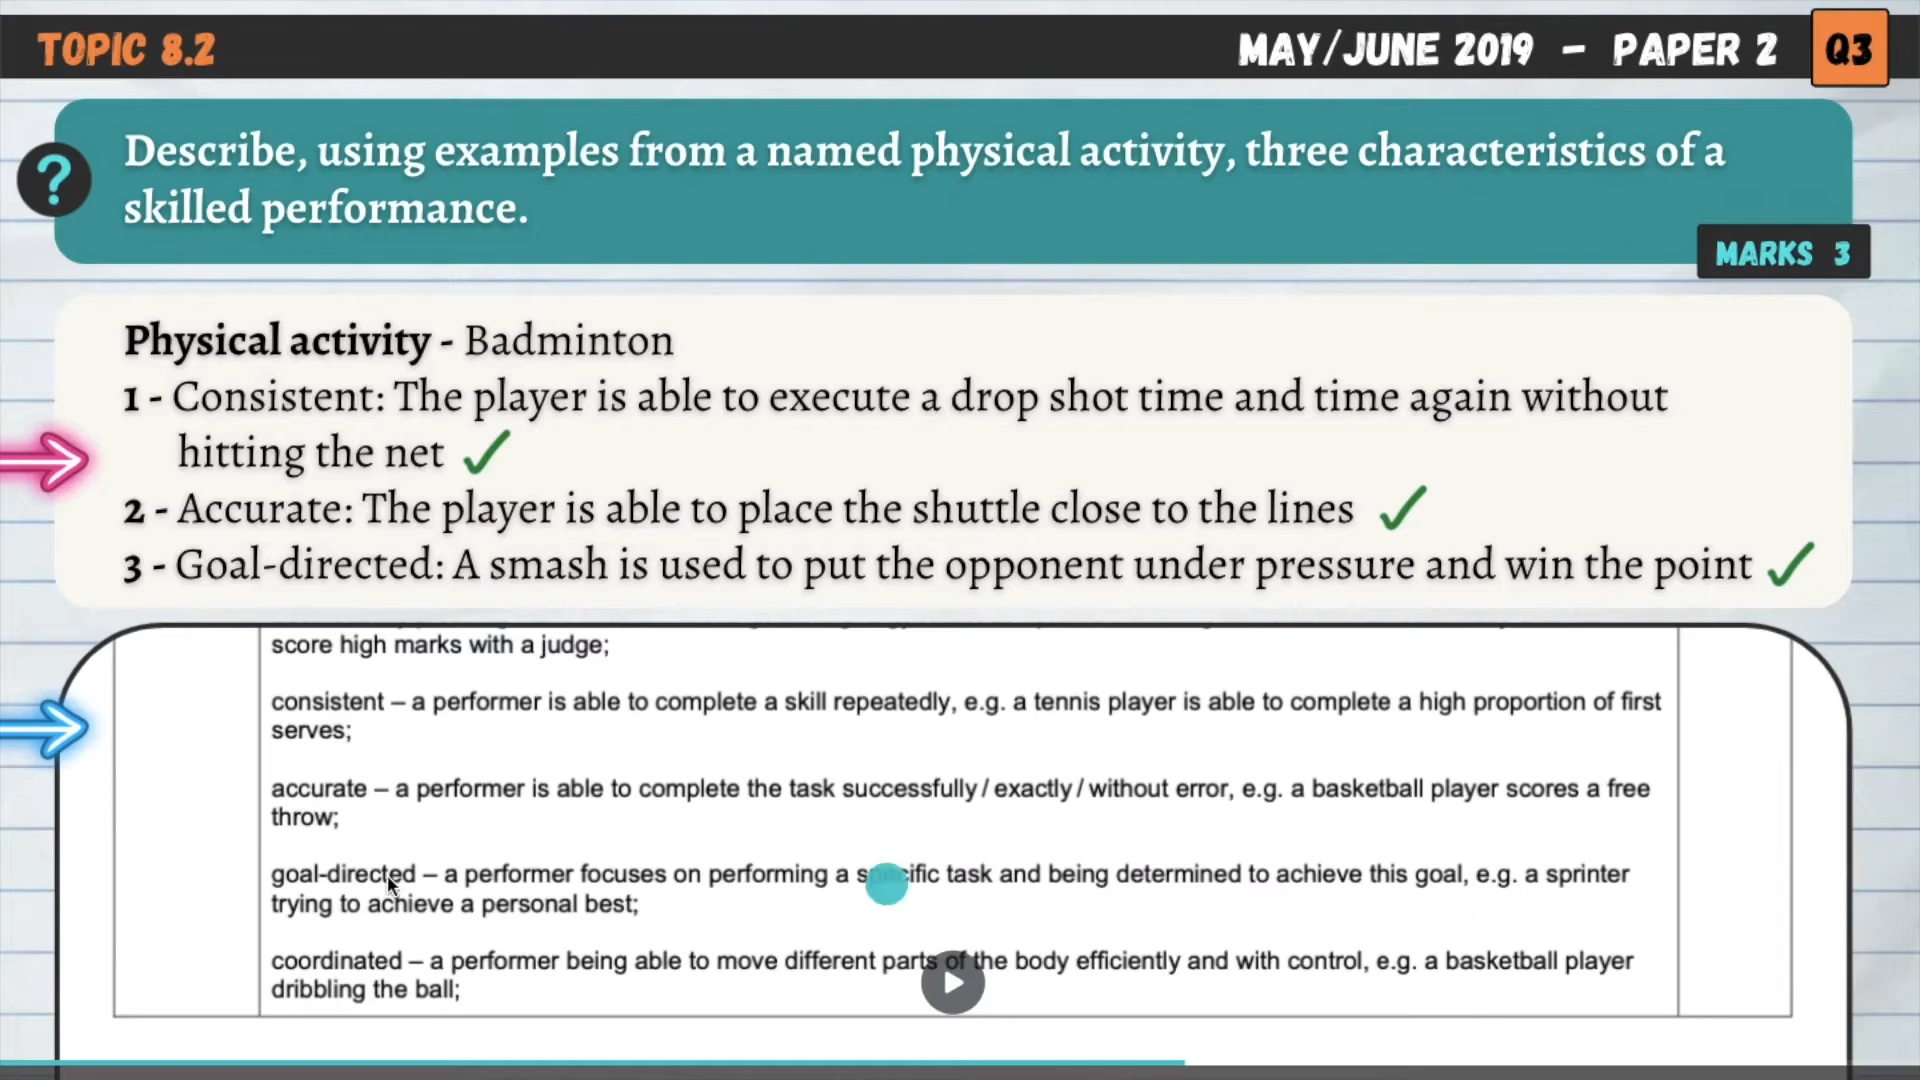 TOPIC 8.2
MAY/JUNE 2019 – PAPER 2 Q3
?
Describe, using examples from a named physical activity, three characteristics of a
skilled performance.
MARKS 3
Physical activity - Badminton
1 - Consistent: The player is able to execute a drop shot time and time again without
hitting the net
2 - Accurate: The player is able to place the shuttle close to the lines
3 - Goal-directed: A smash is used to put the opponent under pressure and win the point
score high marks with a judge;
consistent – a performer is able to complete a skill repeatedly, e.g. a tennis player is able to complete a high proportion of first
serves;
accurate – a performer is able to complete the task successfully / exactly / without error, e.g. a basketball player scores a free
throw;
goal-directed – a performer focuses on performing a specific task and being determined to achieve this goal, e.g. a sprinter
trying to achieve a personal best;
coordinated – a performer being able to move different parts of the body efficiently and with control, e.g. a basketball player
dribbling the ball;